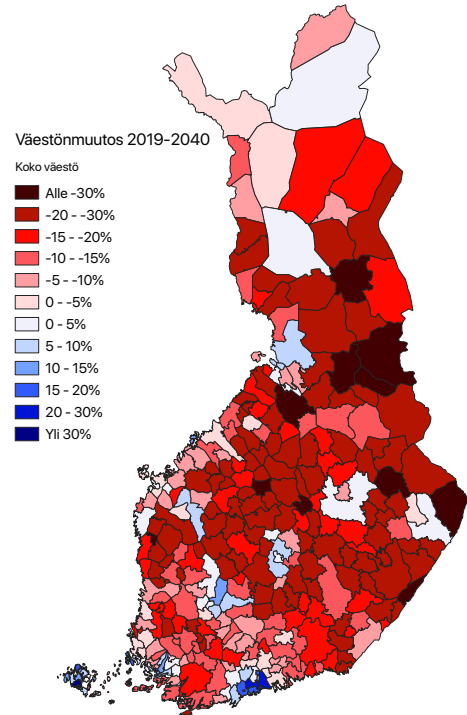 Väestönmuutos 2019-2040
Koko väestö
Alle -30%
-20 - -30%
-15 - -20%
-10 - -15%
-5 - -10%
0 - -5%
0 - 5%
5 - 10%
10 - 15%
15 - 20%
20 - 30%
Yli 30%